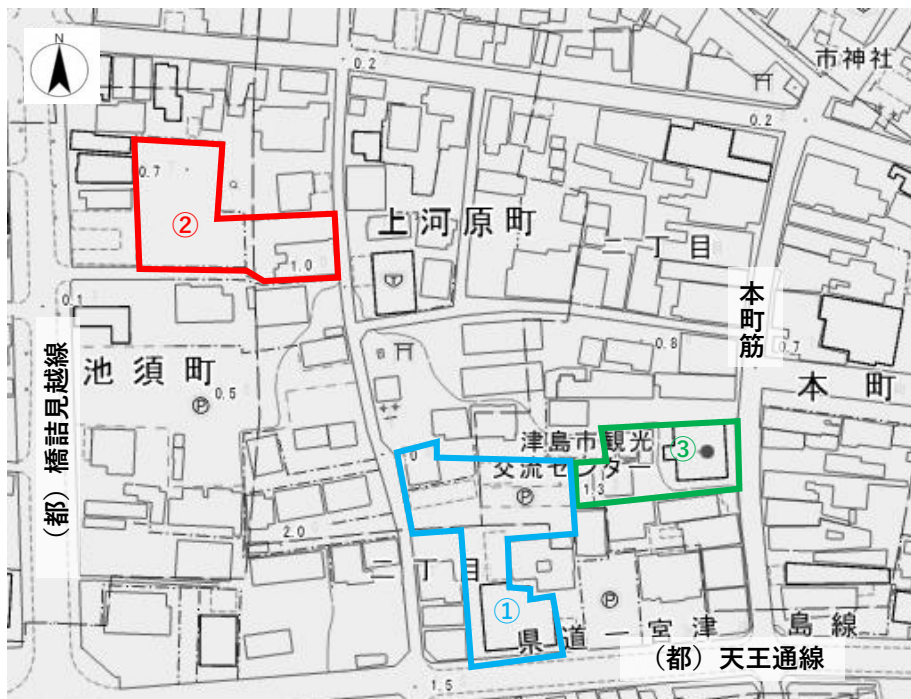 N
0.2
市神社
0.2
0.7
②
上河原町
二丁目
1.0
0.1
本町筋
池須町
0.5
Ⓟ
0.8
0.7
本町
(都)橋詰見越線
津島市観光
交流センター
③
Ⓟ
1.3
2.0
二丁目
①
Ⓟ
県道一宮津島線
(都)天王通線
1.5